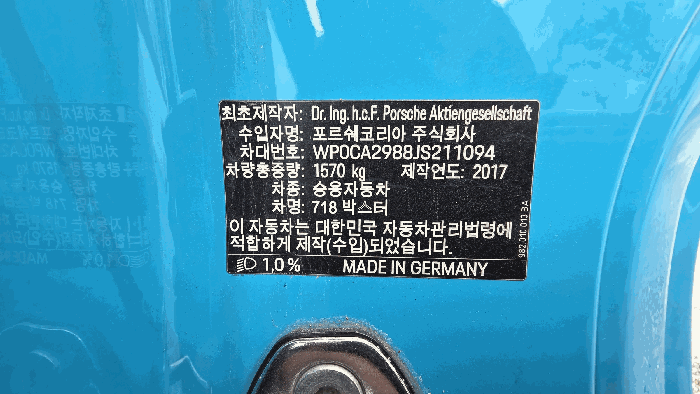 최초제작자: Dr. Ing. h.c.F. Porsche Aktiengesellschaft
수입자명: 포르쉐코리아 주식회사
차대번호: WP0CA2988JS211094
차량총중량: 1570 kg 제작연도: 2017
차종: 승용자동차
차명: 718 박스터
이 자동차는 대한민국 자동차관리법령에
적합하게 제작(수입)되었습니다.
1,0 % MADE IN GERMANY
982 010 013 BA